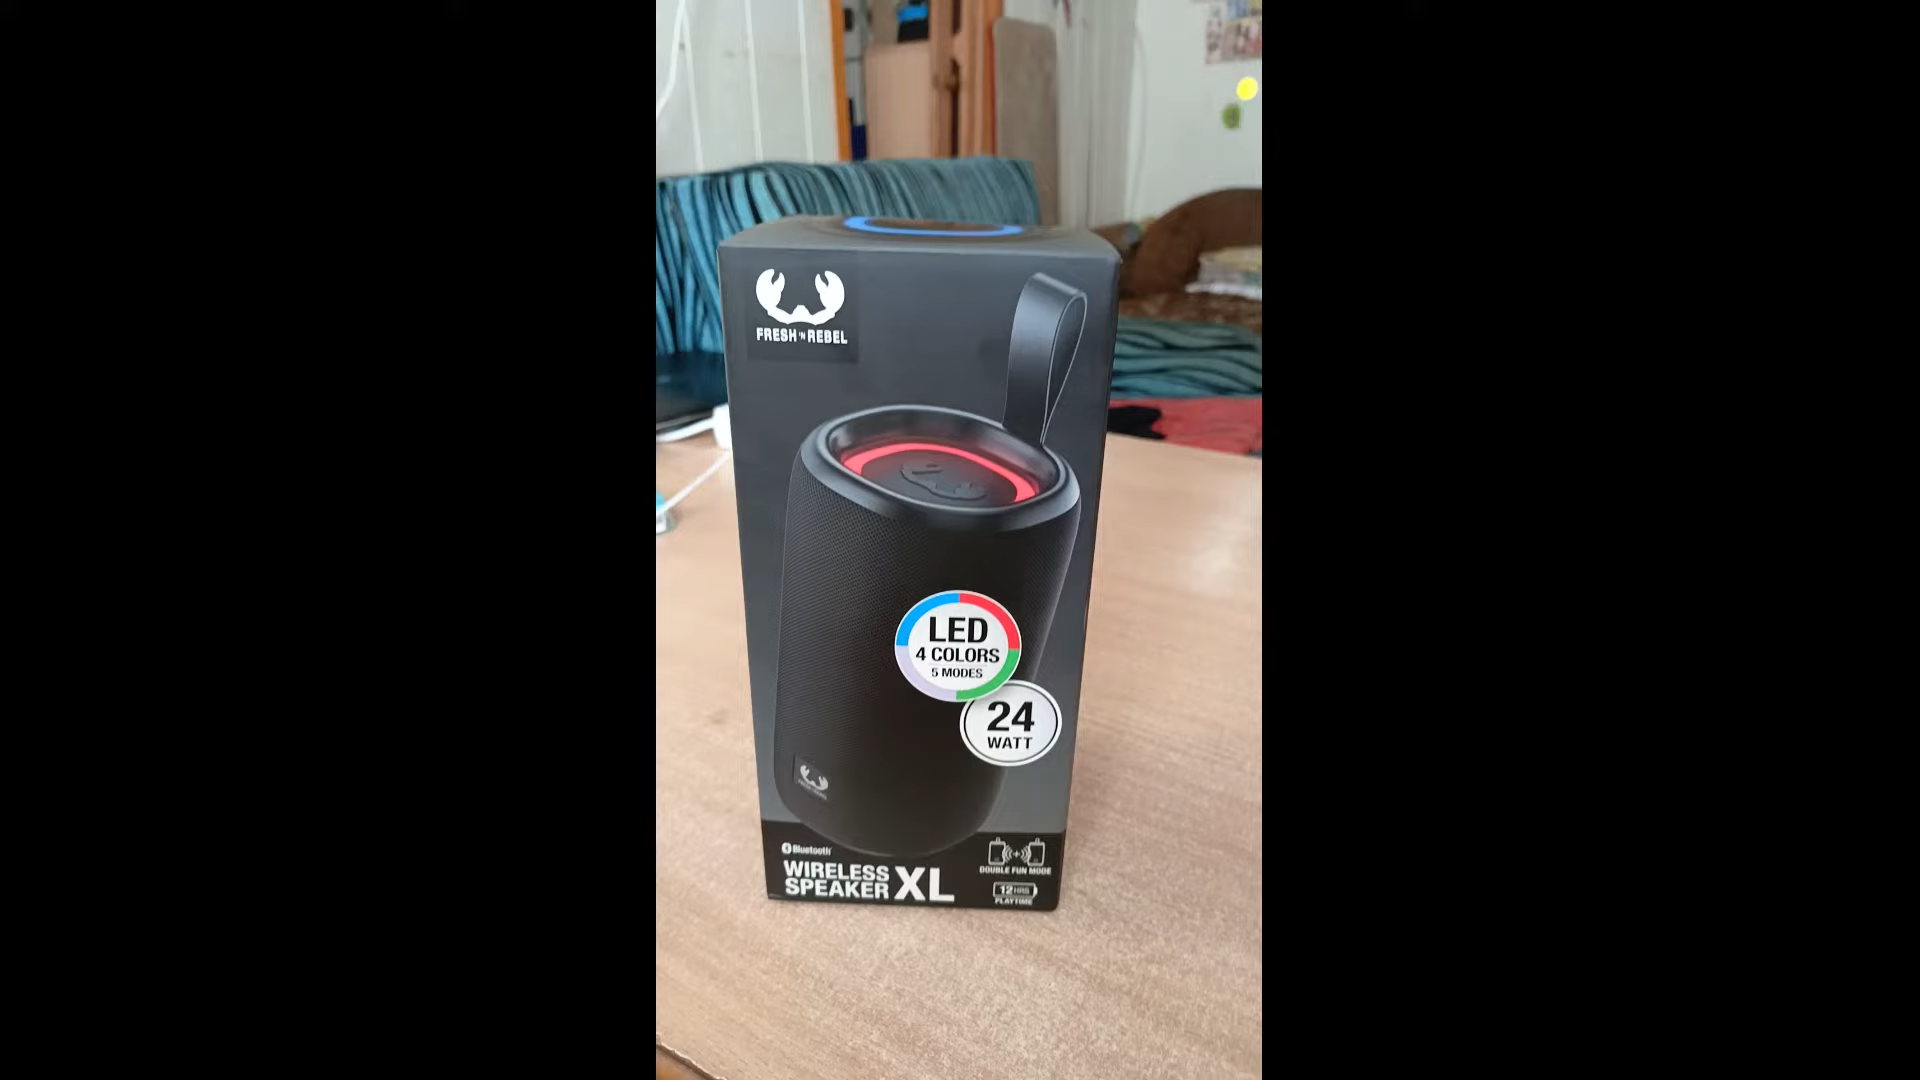 FRESH 'N REBEL
LED
4 COLORS
5 MODES
24
WATT
Bluetooth
WIRELESS
SPEAKER XL
DOUBLE FUN MODE
12 HRS
PLAYTIME